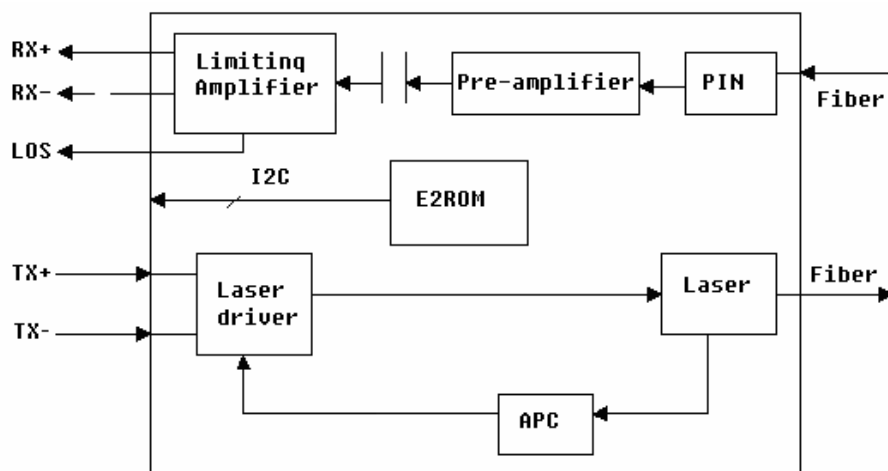 RX+
RX-
LOS
Limitinq
Amplifier
Pre-amplifier
PIN
Fiber
I2C
E2ROM
TX+
TX-
Laser
driver
Laser
Fiber
APC